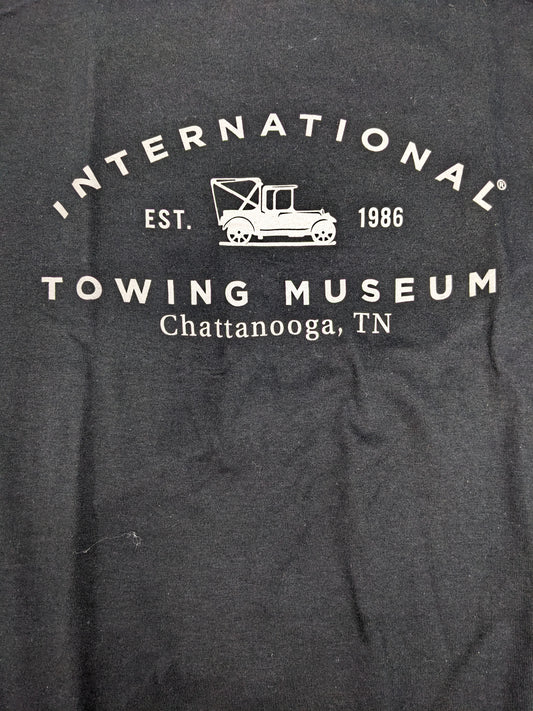 INTERNATIONAL®
EST. 1986
TOWING MUSEUM
Chattanooga, TN